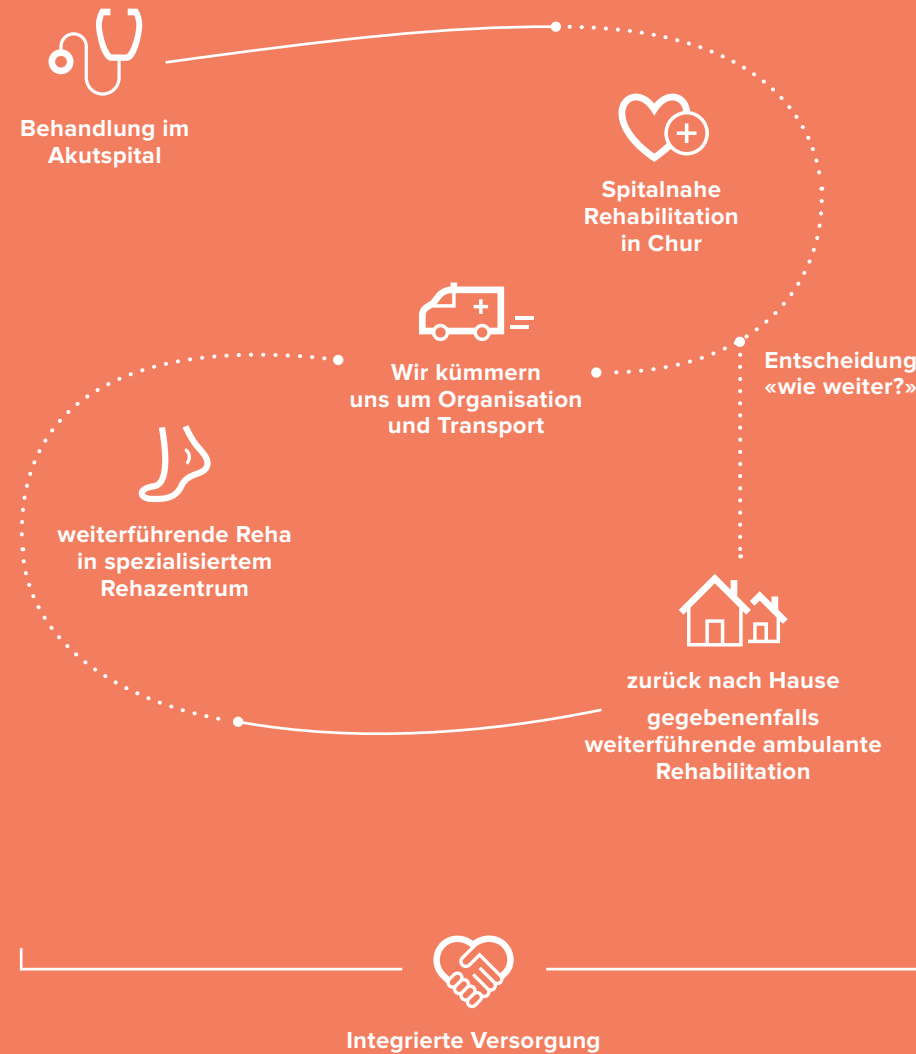 Behandlung im
Akutspital
Spitalnahe
Rehabilitation
in Chur
Entscheidung
«wie weiter?»
Wir kümmern
uns um Organisation
und Transport
weiterführende Reha
in spezialisiertem
Rehazentrum
zurück nach Hause
gegebenenfalls
weiterführende ambulante
Rehabilitation
Integrierte Versorgung